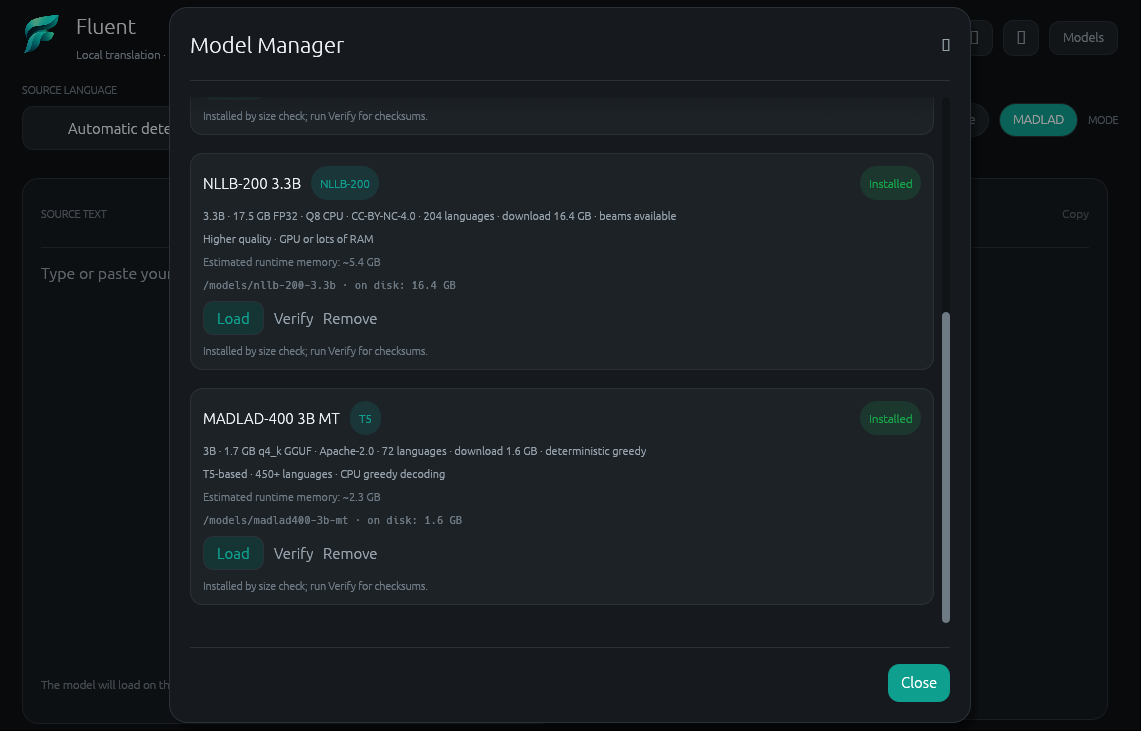 Fluent
Local translation ·
Models
SOURCE LANGUAGE
Automatic dete
MADLAD
MODE
SOURCE TEXT
Copy
Type or paste your
The model will load on th
Model Manager
Installed by size check; run Verify for checksums.
NLLB-200 3.3B NLLB-200 Installed
3.3B · 17.5 GB FP32 · Q8 CPU · CC-BY-NC-4.0 · 204 languages · download 16.4 GB · beams available
Higher quality · GPU or lots of RAM
Estimated runtime memory: ~5.4 GB
/models/nllb-200-3.3b · on disk: 16.4 GB
Load Verify Remove
Installed by size check; run Verify for checksums.
MADLAD-400 3B MT T5 Installed
3B · 1.7 GB q4_k GGUF · Apache-2.0 · 72 languages · download 1.6 GB · deterministic greedy
T5-based · 450+ languages · CPU greedy decoding
Estimated runtime memory: ~2.3 GB
/models/madlad400-3b-mt · on disk: 1.6 GB
Load Verify Remove
Installed by size check; run Verify for checksums.
Close